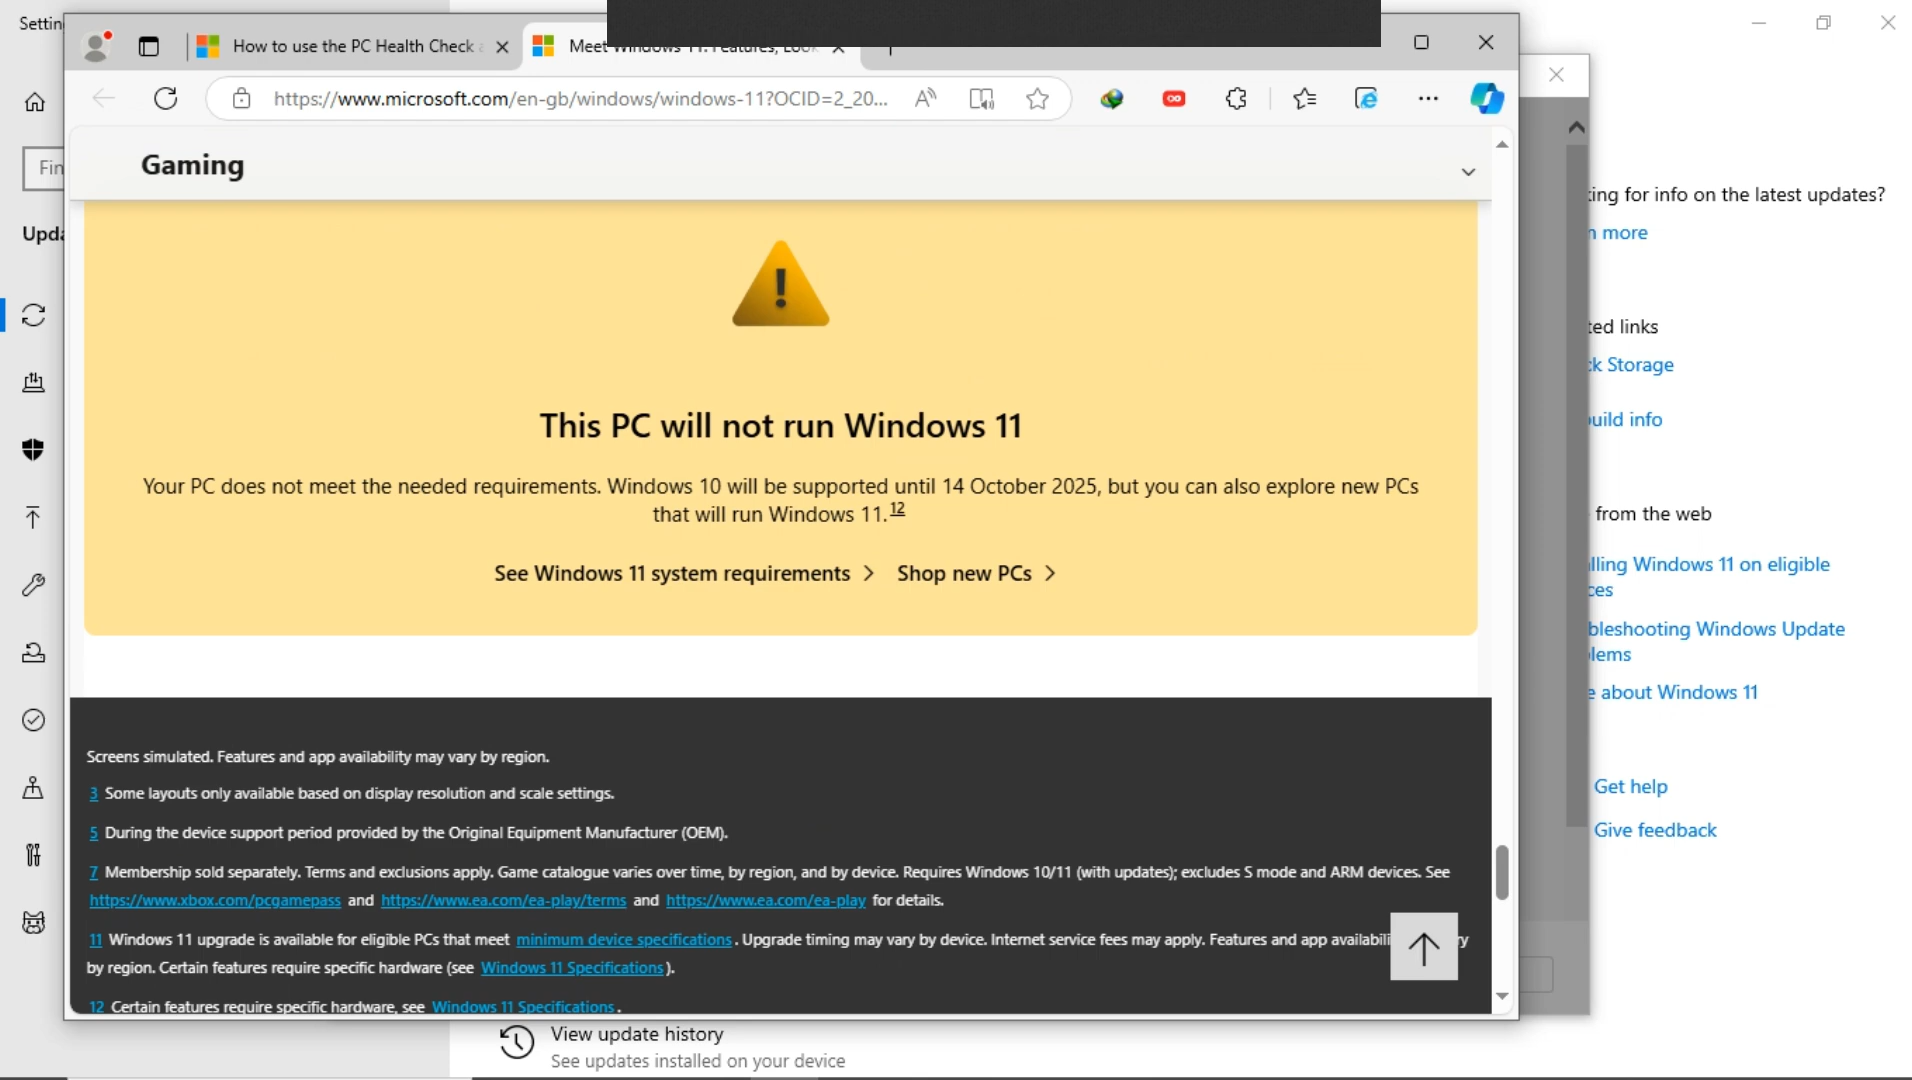 Settin
How to use the PC Health Check
Meet Windows 11: Features, Look
https://www.microsoft.com/en-gb/windows/windows-11?OCID=2_20...
Fin
Upda
Gaming
This PC will not run Windows 11
Your PC does not meet the needed requirements. Windows 10 will be supported until 14 October 2025, but you can also explore new PCs
that will run Windows 11.12
See Windows 11 system requirements
Shop new PCs
Screens simulated. Features and app availability may vary by region.
3 Some layouts only available based on display resolution and scale settings.
5 During the device support period provided by the Original Equipment Manufacturer (OEM).
7 Membership sold separately. Terms and exclusions apply. Game catalogue varies over time, by region, and by device. Requires Windows 10/11 (with updates); excludes S mode and ARM devices. See
https://www.xbox.com/pcgamepass and https://www.ea.com/ea-play/terms and https://www.ea.com/ea-play for details.
11 Windows 11 upgrade is available for eligible PCs that meet minimum device specifications. Upgrade timing may vary by device. Internet service fees may apply. Features and app availabili y
by region. Certain features require specific hardware (see Windows 11 Specifications).
12 Certain features require specific hardware, see Windows 11 Specifications.
View update history
See updates installed on your device
king for info on the latest updates?
n more
ted links
ck Storage
build info
from the web
lling Windows 11 on eligible
ces
bleshooting Windows Update
lems
e about Windows 11
Get help
Give feedback